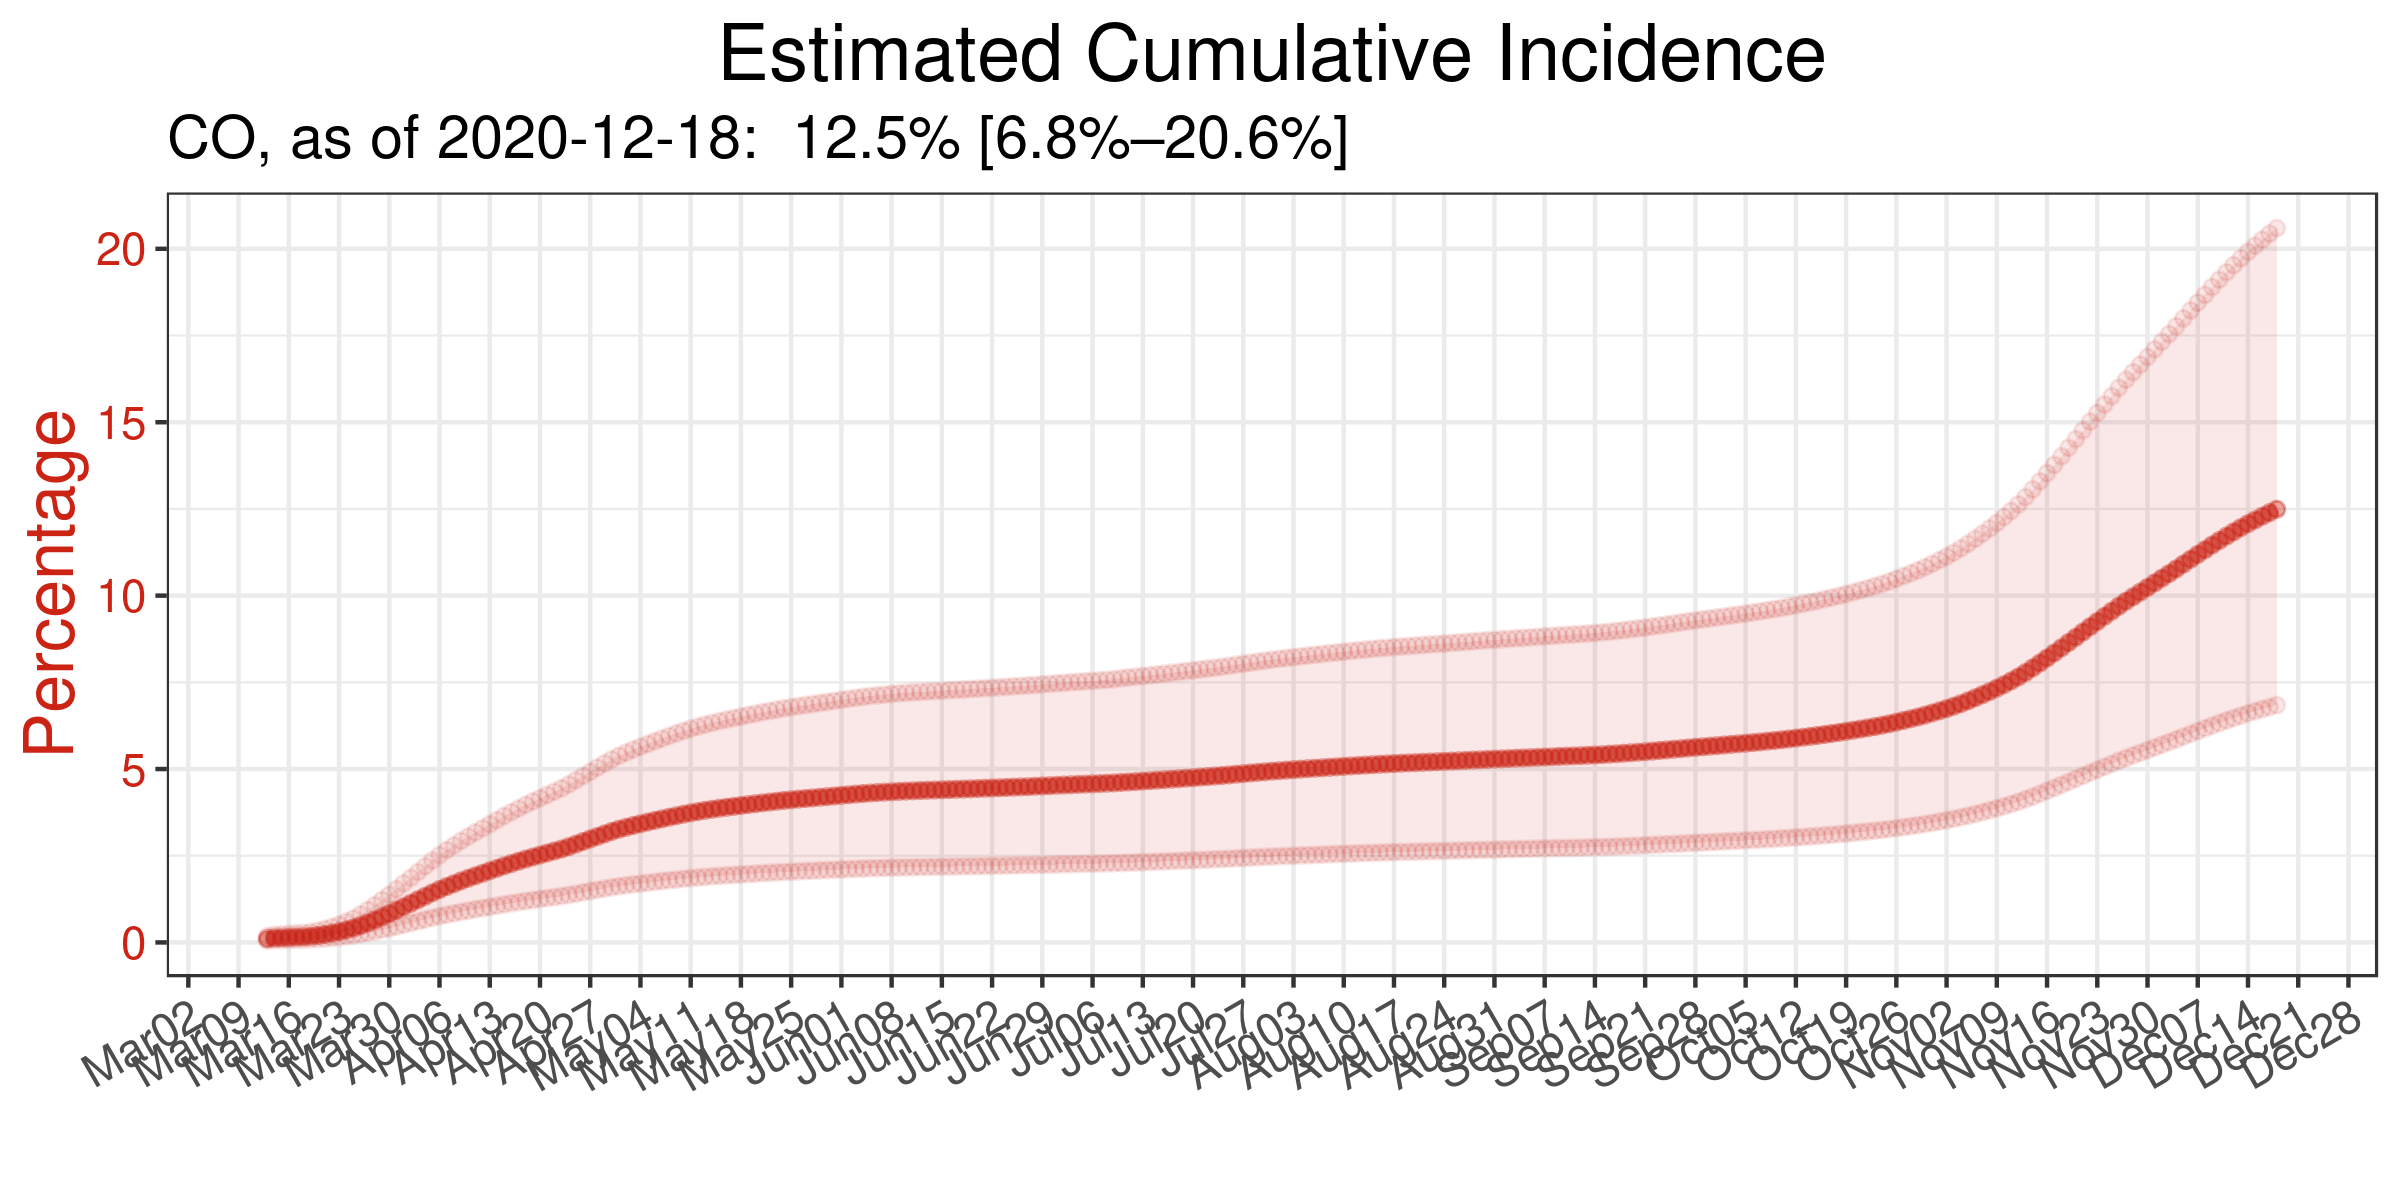 Estimated Cumulative Incidence
CO, as of 2020-12-18:  12.5% [6.8%–20.6%]
Percentage
20
15
10
5
0
Mar02
Mar09
Mar16
Mar23
Mar30
Apr06
Apr13
Apr20
Apr27
May04
May11
May18
May25
Jun01
Jun08
Jun15
Jun22
Jun29
Jul06
Jul13
Jul20
Jul27
Aug03
Aug10
Aug17
Aug24
Aug31
Sep07
Sep14
Sep21
Sep28
Oct05
Oct12
Oct19
Oct26
Nov02
Nov09
Nov16
Nov23
Nov30
Dec07
Dec14
Dec21
Dec28